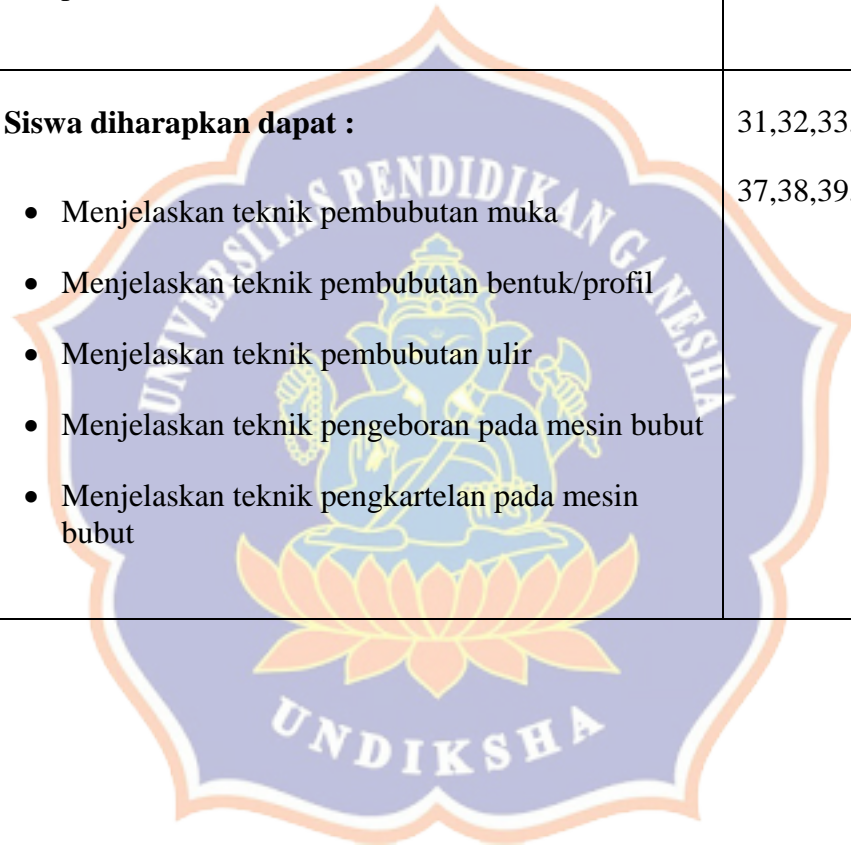 Siswa diharapkan dapat :
31,32,33
• Menjelaskan teknik pembubutan muka
37,38,39
• Menjelaskan teknik pembubutan bentuk/profil
• Menjelaskan teknik pembubutan ulir
• Menjelaskan teknik pengeboran pada mesin bubut
• Menjelaskan teknik pengkartelan pada mesin
bubut
UNIVERSITAS PENDIDIKAN GANESHA
UNDIKSHA